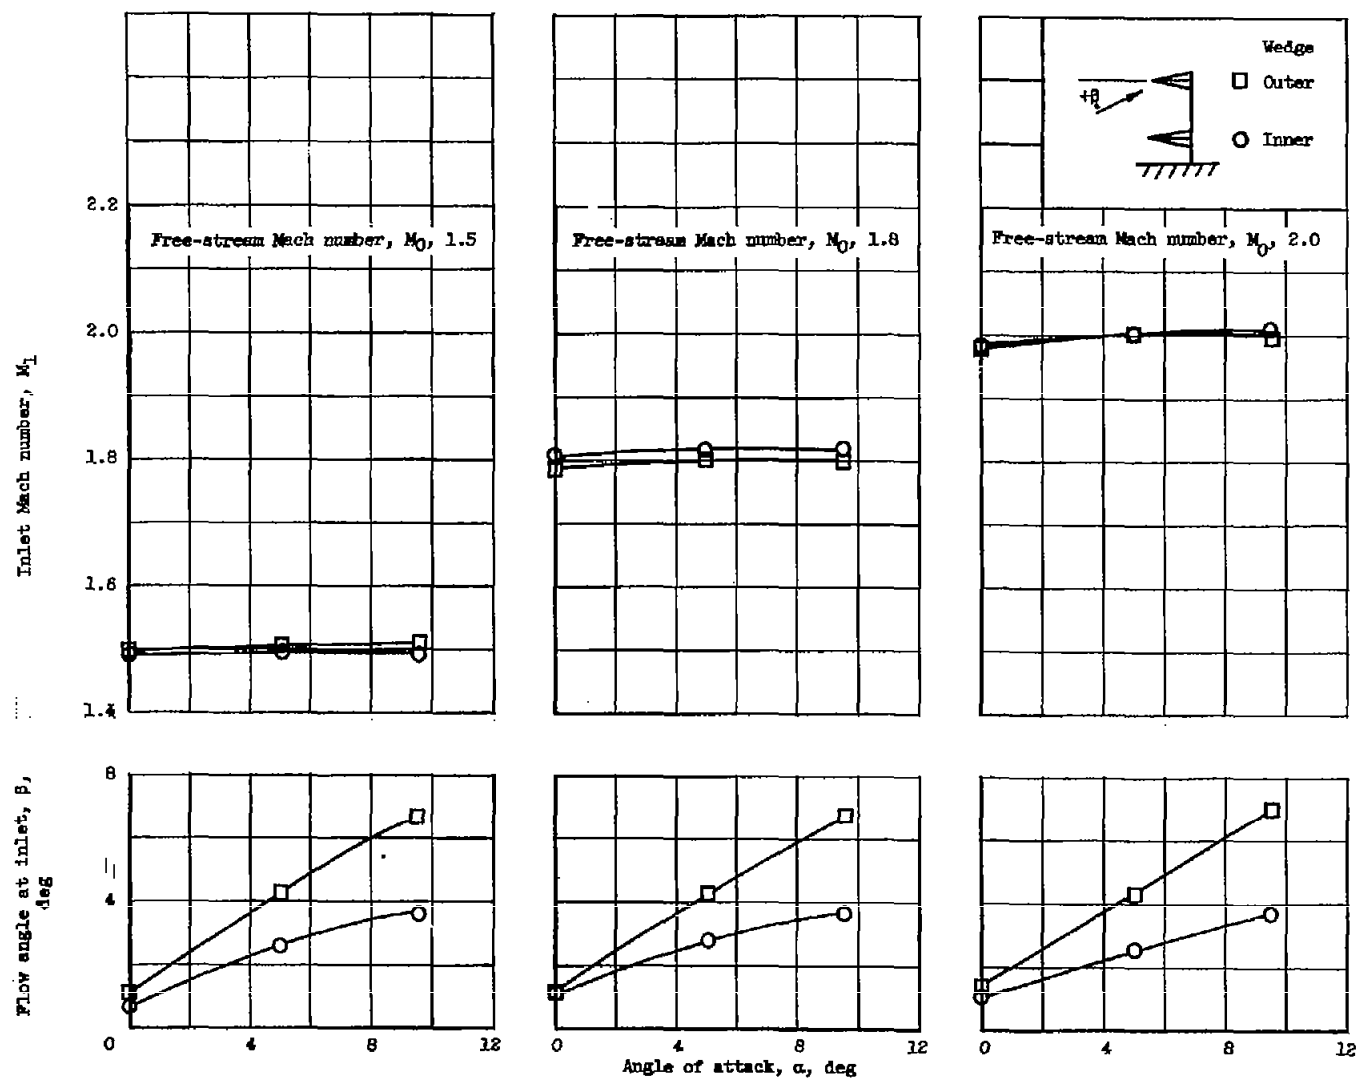 Wedge
+β
Outer
Inner
2.2
Free-stream Mach number, M0, 1.5
Free-stream Mach number, M0, 1.8
Free-stream Mach number, M0, 2.0
2.0
1.8
1.6
1.4
Inlet Mach number, M1
8
4
0
Flow angle at inlet, β,
deg
0 4 8 12
0 4 8 12
0 4 8 12
Angle of attack, α, deg